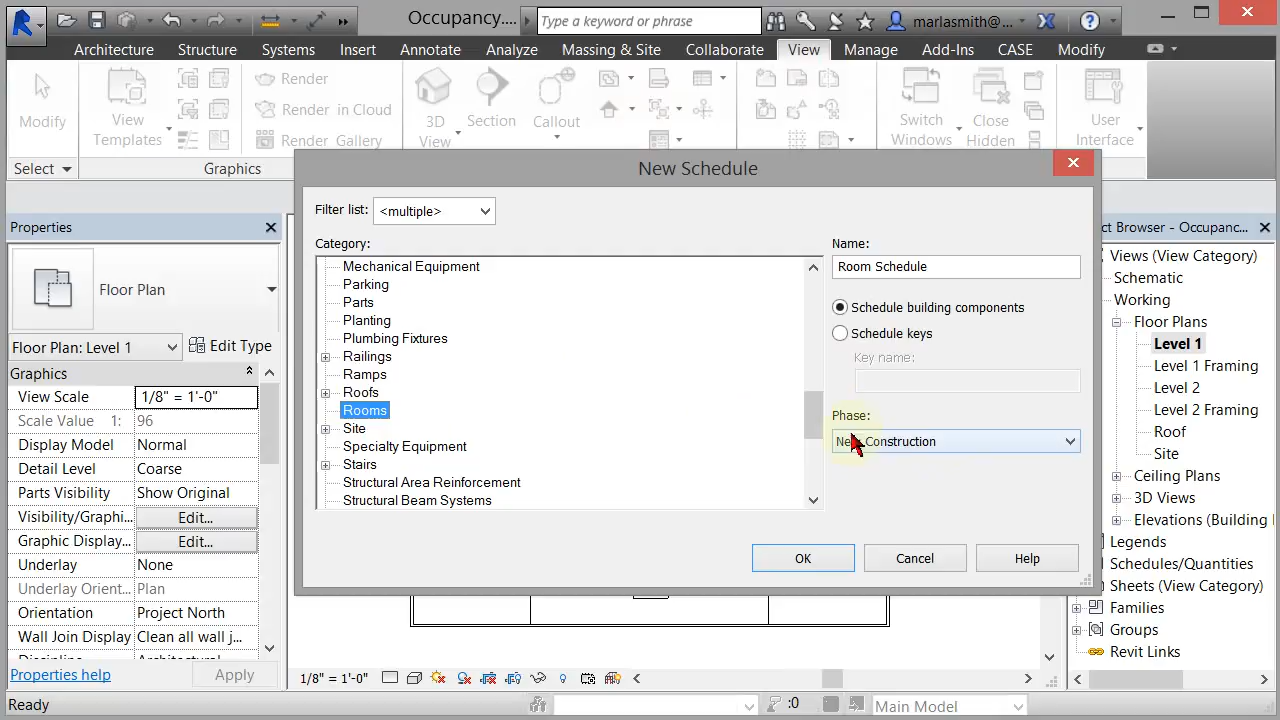 Occupancy....
Type a keyword or phrase
marlasmith@...
Architecture
Structure
Systems
Insert
Annotate
Analyze
Massing & Site
Collaborate
View
Manage
Add-Ins
CASE
Modify
Modify
View
Templates
Render
Render in Cloud
Render Gallery
3D
View
Section
Callout
Switch
Windows
Close
Hidden
User
Interface
Select
Graphics
New Schedule
Properties
Floor Plan
Floor Plan: Level 1
Edit Type
Graphics
View Scale
1/8" = 1'-0"
Scale Value 1:
96
Display Model
Normal
Detail Level
Coarse
Parts Visibility
Show Original
Visibility/Graphi...
Edit...
Graphic Display...
Edit...
Underlay
None
Underlay Orient...
Plan
Orientation
Project North
Wall Join Display
Clean all wall j...
Properties help
Apply
Filter list:
<multiple>
Category:
Mechanical Equipment
Parking
Parts
Planting
Plumbing Fixtures
Railings
Ramps
Roofs
Rooms
Site
Specialty Equipment
Stairs
Structural Area Reinforcement
Structural Beam Systems
Name:
Room Schedule
Schedule building components
Schedule keys
Key name:
Phase:
New Construction
OK
Cancel
Help
ct Browser - Occupanc...
Views (View Category)
Schematic
Working
Floor Plans
Level 1
Level 1 Framing
Level 2
Level 2 Framing
Roof
Site
Ceiling Plans
3D Views
Elevations (Building
Legends
Schedules/Quantities
Sheets (View Category)
Families
Groups
Revit Links
1/8" = 1'-0"
Ready
:0
Main Model